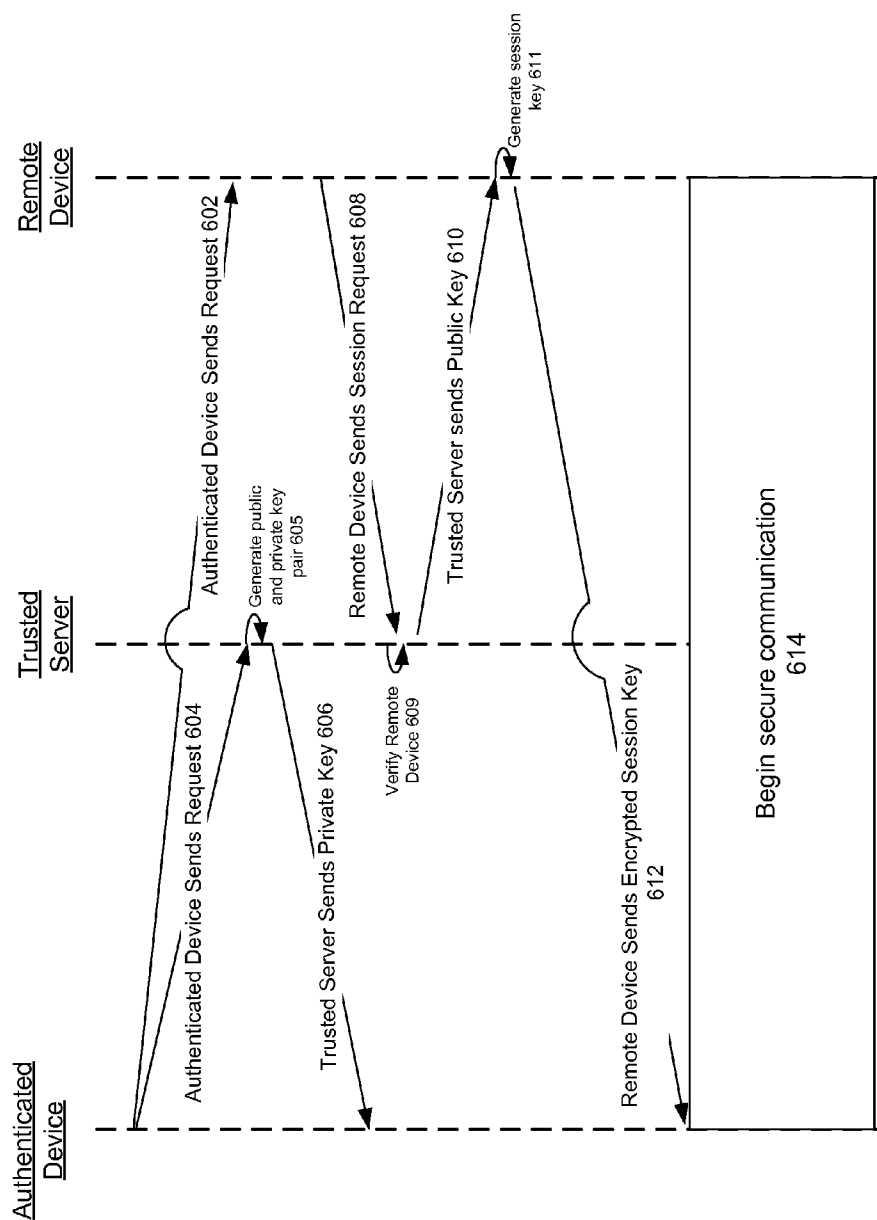 Authenticated
Device
Trusted
Server
Remote
Device
Authenticated Device Sends Request 602
Authenticated Device Sends Request 604
Generate public
and private key
pair 605
Trusted Server Sends Private Key 606
Remote Device Sends Session Request 608
Verify Remote
Device 609
Trusted Server sends Public Key 610
Generate session
key 611
Remote Device Sends Encrypted Session Key
612
Begin secure communication
614